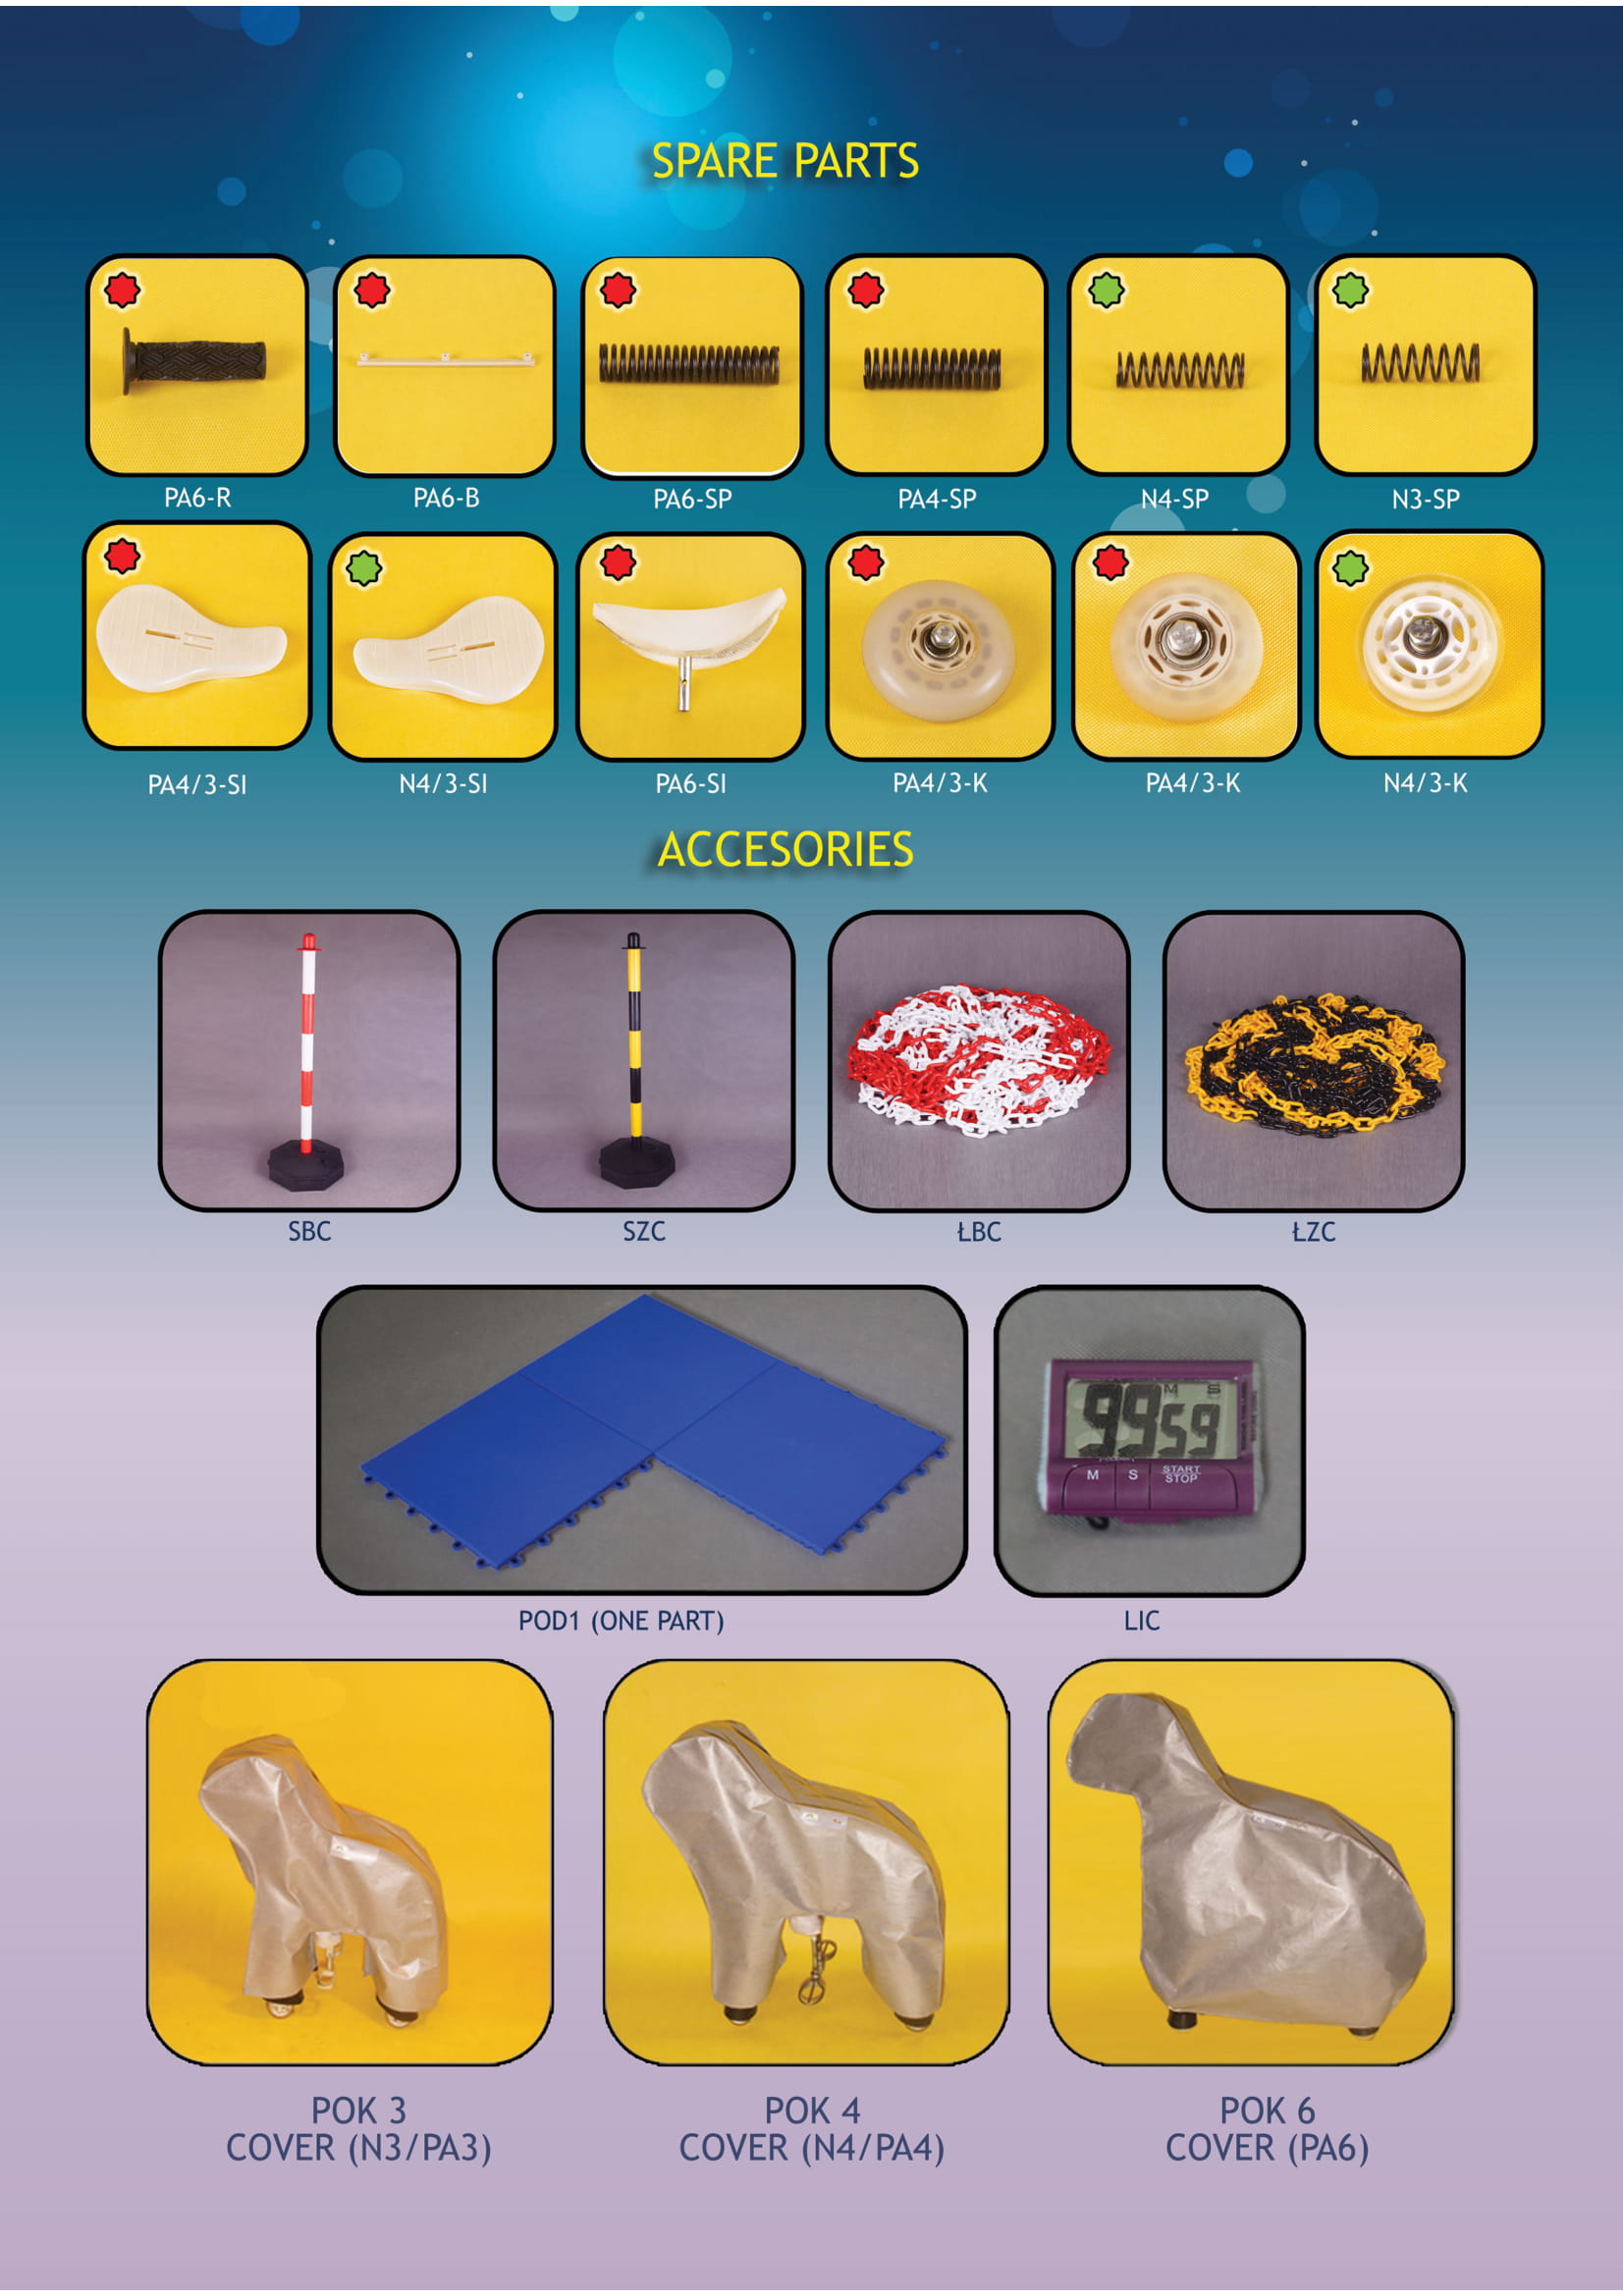 SPARE PARTS
PA6-R
PA6-B
PA6-SP
PA4-SP
N4-SP
N3-SP
PA4/3-SI
N4/3-SI
PA6-SI
PA4/3-K
PA4/3-K
N4/3-K
ACCESORIES
SBC
SZC
ŁBC
ŁZC
M S
9959
M S START
STOP
POD1 (ONE PART)
LIC
POK 3
COVER (N3/PA3)
POK 4
COVER (N4/PA4)
POK 6
COVER (PA6)